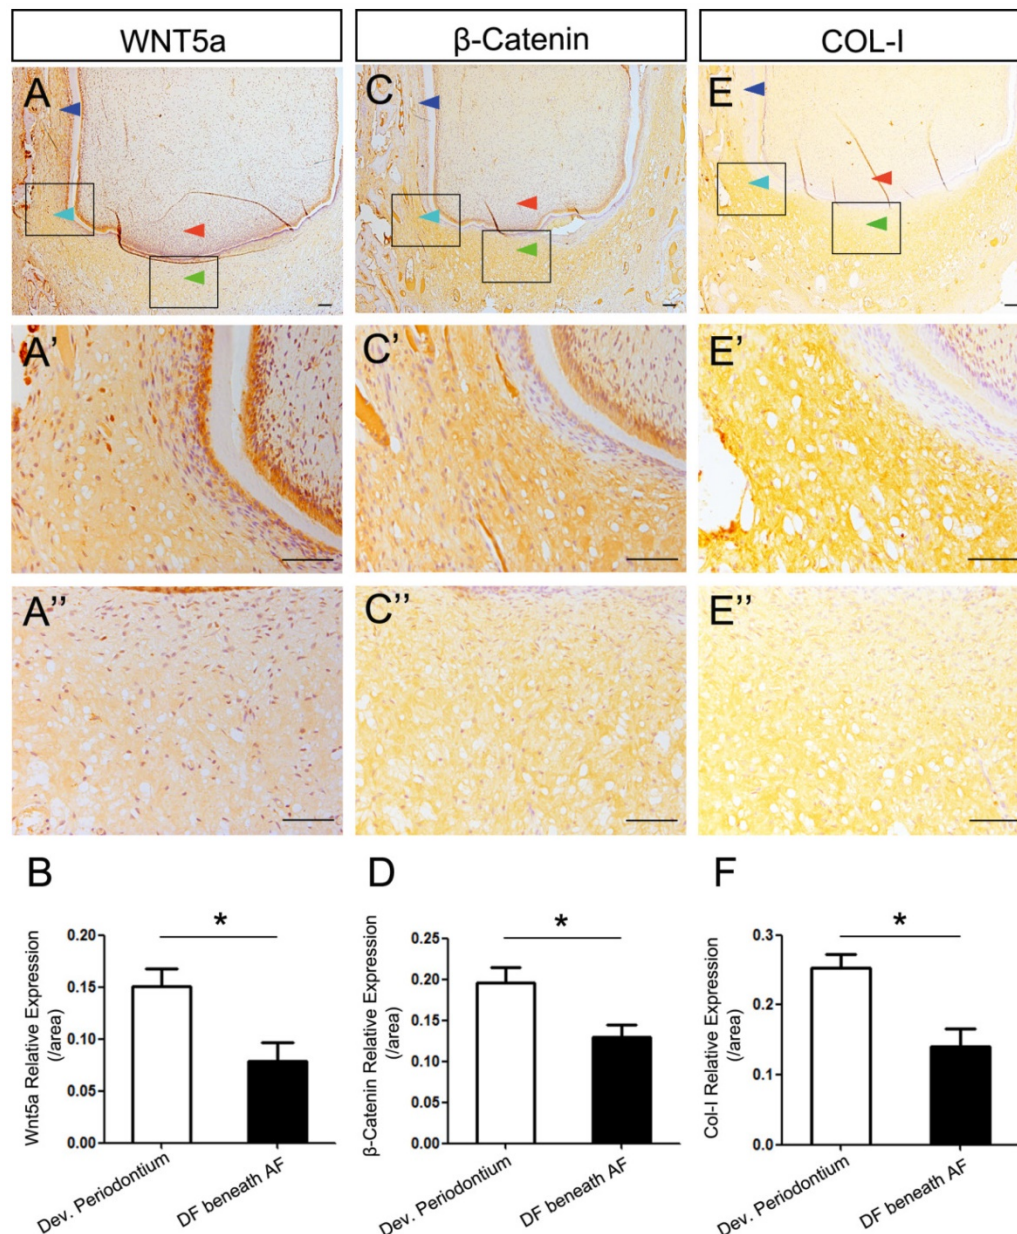 WNT5a
β-Catenin
COL-I
A
C
E
A’
C’
E’
A’’
C’’
E’’
B
D
F
Wnt5a Relative Expression
(/area)
0.20
0.15
0.10
0.05
0.00
*
Dev. Periodontium
DF beneath AF
β-Catenin Relative Expression
(/area)
0.25
0.20
0.15
0.10
0.05
0.00
*
Dev. Periodontium
DF beneath AF
Col-I Relative Expression
(/area)
0.3
0.2
0.1
0.0
*
Dev. Periodontium
DF beneath AF